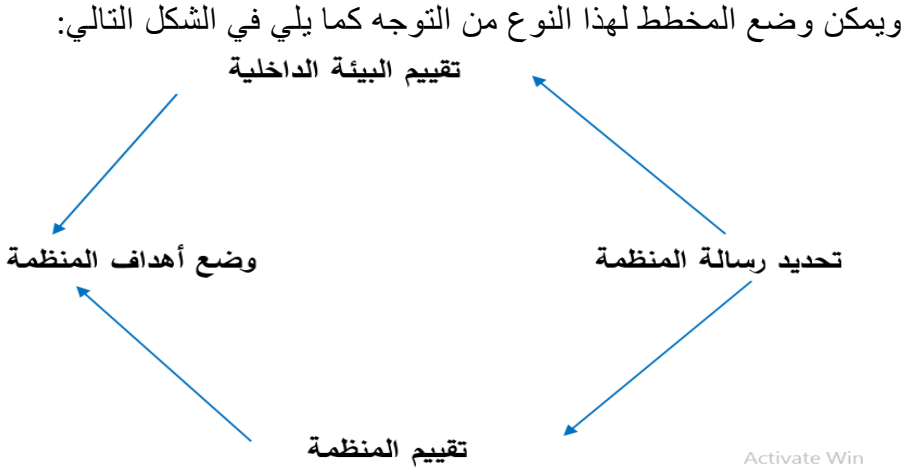 ويمكن وضع المخطط لهذا النوع من التوجه كما يلي في الشكل التالي:
تقييم البيئة الداخلية
تحديد رسالة المنظمة
وضع أهداف المنظمة
تقييم المنظمة
Activate Win